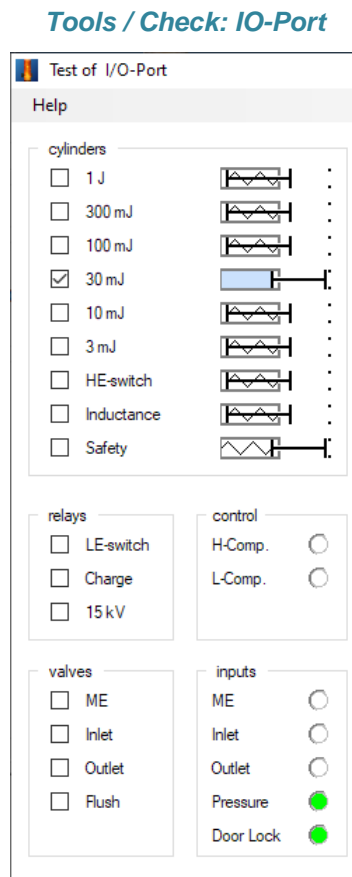 Tools / Check: IO-Port
Test of I/O-Port
Help
cylinders
1 J
300 mJ
100 mJ
30 mJ
10 mJ
3 mJ
HE-switch
Inductance
Safety
relays
LE-switch
Charge
15 kV
control
H-Comp.
L-Comp.
valves
ME
Inlet
Outlet
Flush
inputs
ME
Inlet
Outlet
Pressure
Door Lock